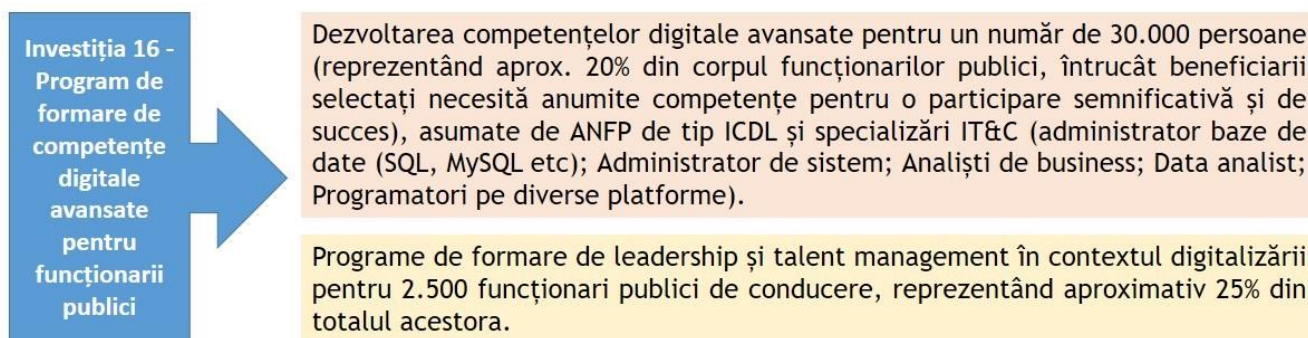 Investiția 16 -
Program de
formare de
competențe
digitale
avansate
pentru
funcționarii
publici
Dezvoltarea competențelor digitale avansate pentru un număr de 30.000 persoane
(reprezentând aprox. 20% din corpul funcționarilor publici, întrucât beneficiarii
selectați necesită anumite competențe pentru o participare semnificativă și de
succes), asumate de ANFP de tip ICDL și specializări IT&C (administrator baze de
date (SQL, MySQL etc); Administrator de sistem; Analiști de business; Data analist;
Programatori pe diverse platforme).
Programe de formare de leadership și talent management în contextul digitalizării
pentru 2.500 funcționari publici de conducere, reprezentând aproximativ 25% din
totalul acestora.